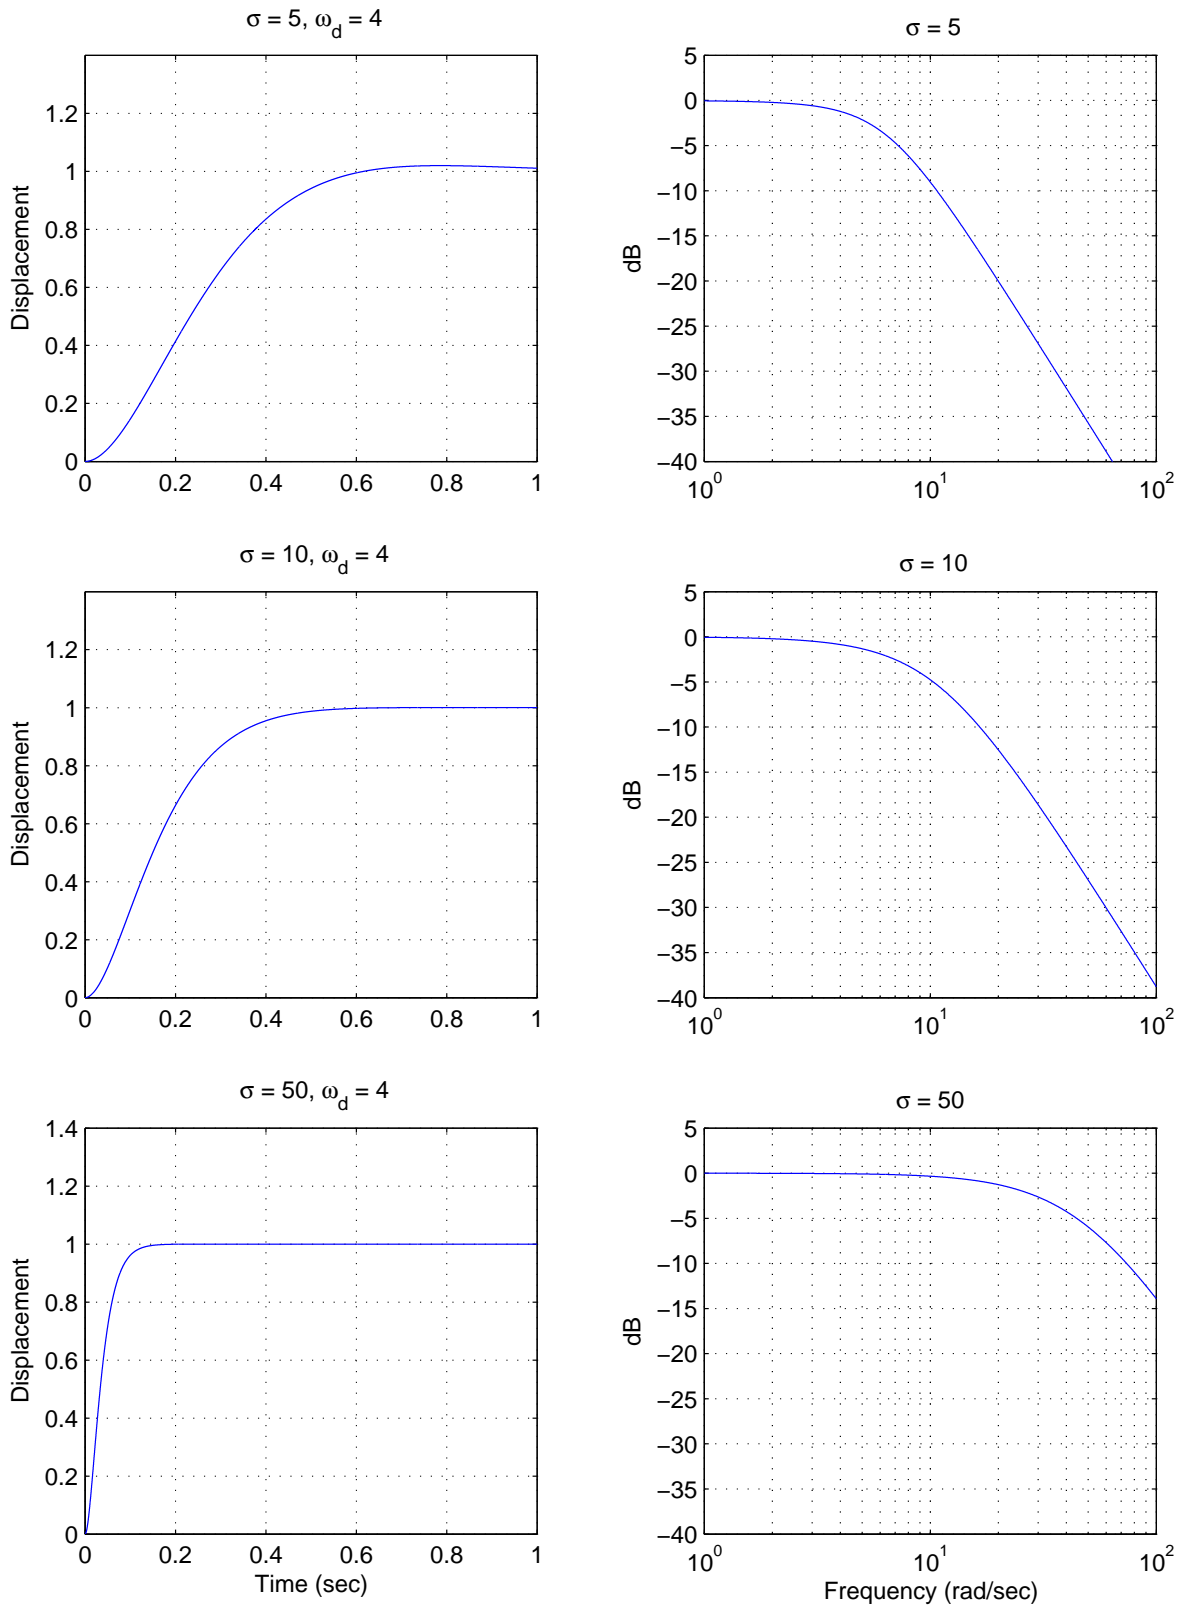 σ = 5, ω_d = 4
1.2
1
0.8
0.6
0.4
0.2
0
Displacement
0 0.2 0.4 0.6 0.8 1
σ = 5
5
0
−5
−10
−15
−20
−25
−30
−35
−40
dB
10^0 10^1 10^2
σ = 10, ω_d = 4
1.2
1
0.8
0.6
0.4
0.2
0
Displacement
0 0.2 0.4 0.6 0.8 1
σ = 10
5
0
−5
−10
−15
−20
−25
−30
−35
−40
dB
10^0 10^1 10^2
σ = 50, ω_d = 4
1.4
1.2
1
0.8
0.6
0.4
0.2
0
Displacement
0 0.2 0.4 0.6 0.8 1
Time (sec)
σ = 50
5
0
−5
−10
−15
−20
−25
−30
−35
−40
dB
10^0 10^1 10^2
Frequency (rad/sec)